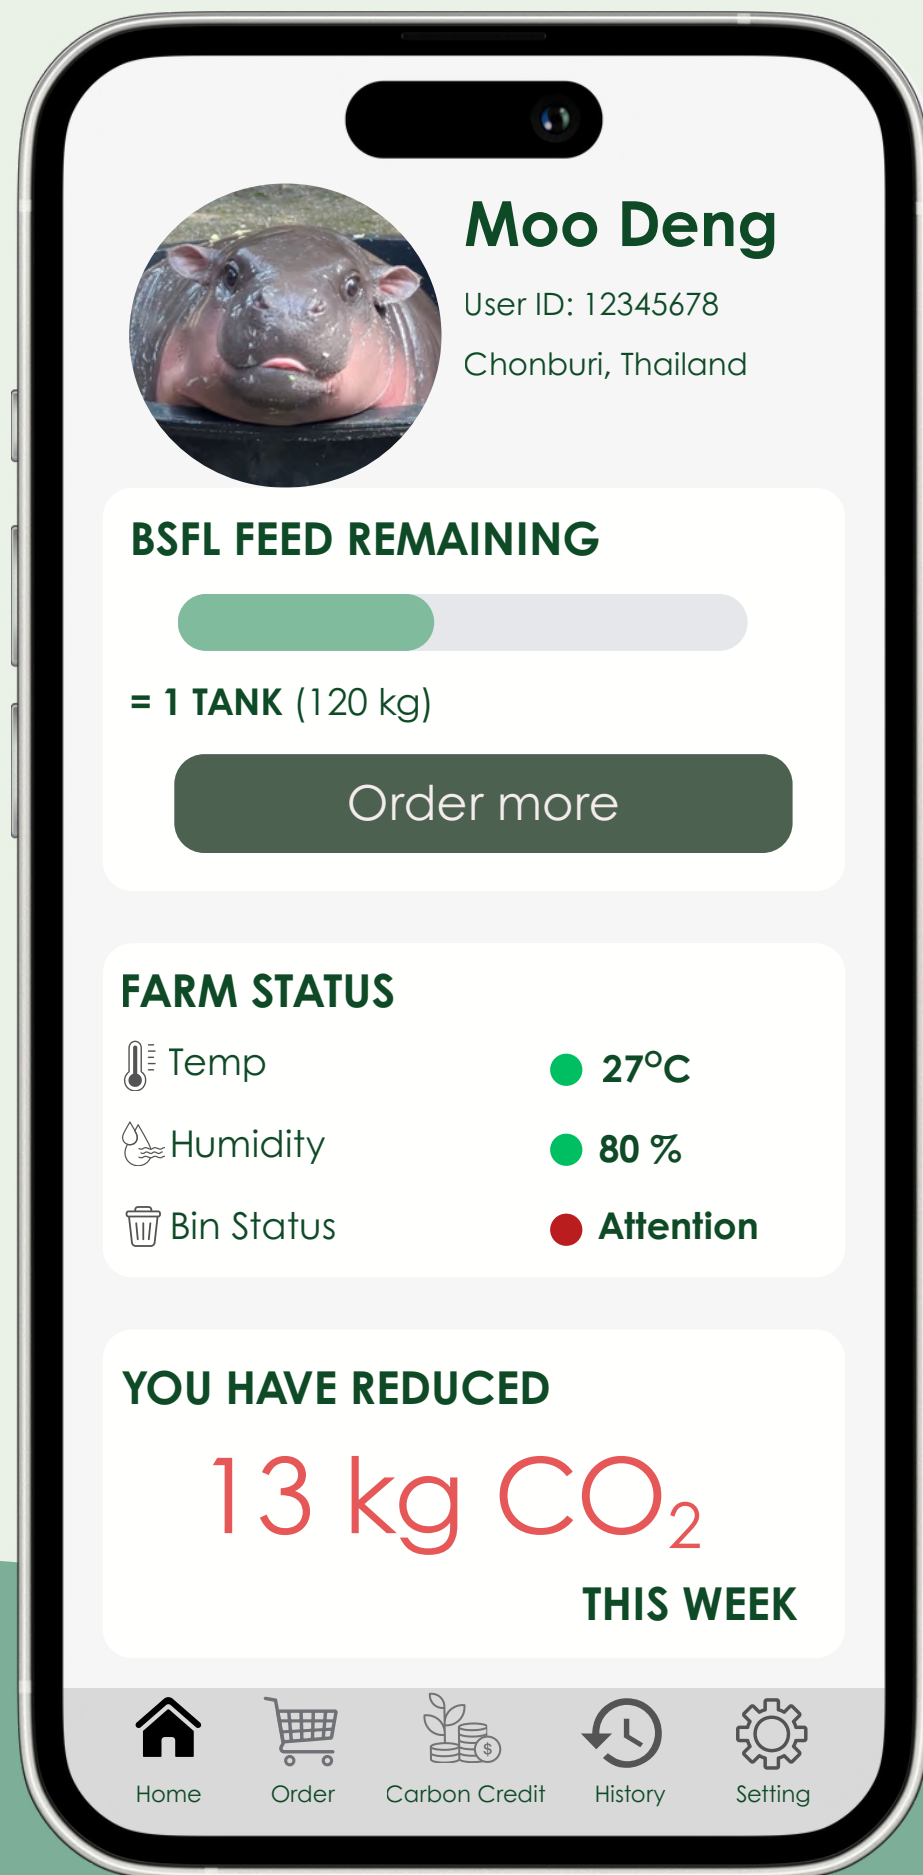 Moo Deng
User ID: 12345678
Chonburi, Thailand
BSFL FEED REMAINING
= 1 TANK (120 kg)
Order more
FARM STATUS
Temp 27°C
Humidity 80 %
Bin Status Attention
YOU HAVE REDUCED
13 kg CO₂
THIS WEEK
$
Home Order Carbon Credit History Setting